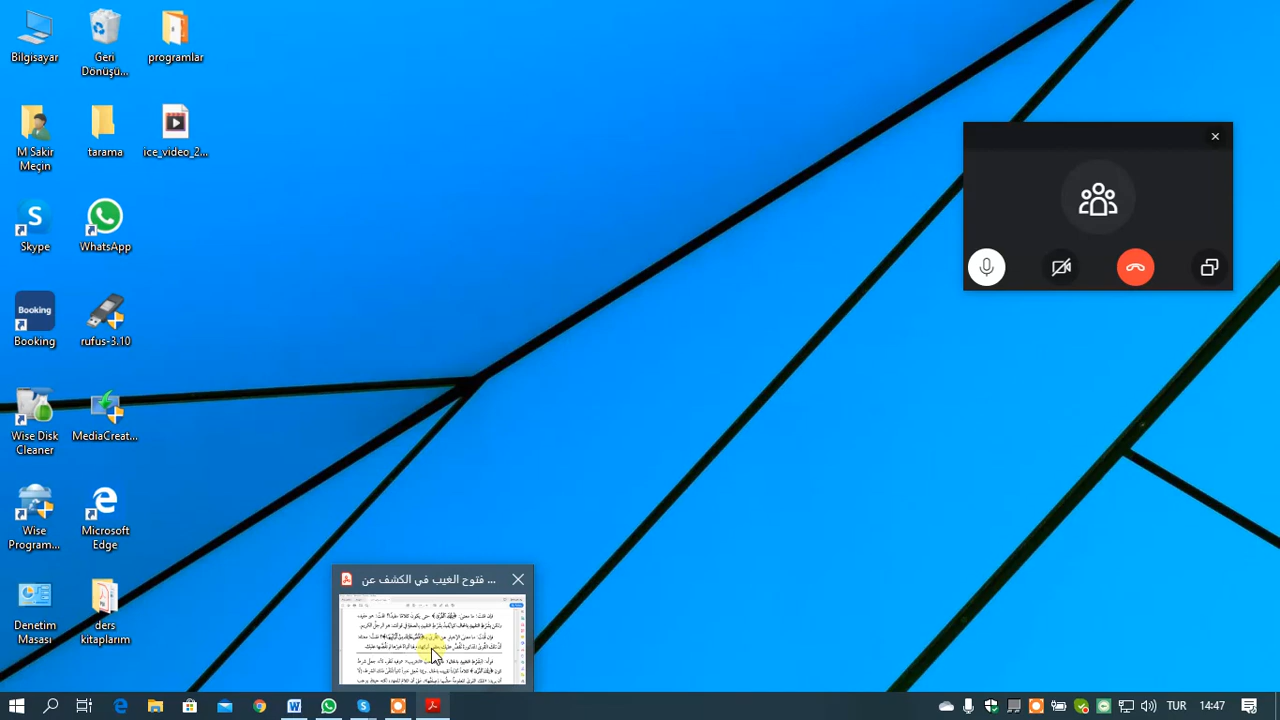 Bilgisayar
Geri Dönüşü...
programlar
M Sakir Meçin
tarama
ice_video_2...
Skype
WhatsApp
Booking
Booking
rufus-3.10
Wise Disk Cleaner
MediaCreat...
Wise Program...
Microsoft Edge
Denetim Masası
ders kitaplarım
فتوح الغيب في الكشف عن ...
TUR
14:47